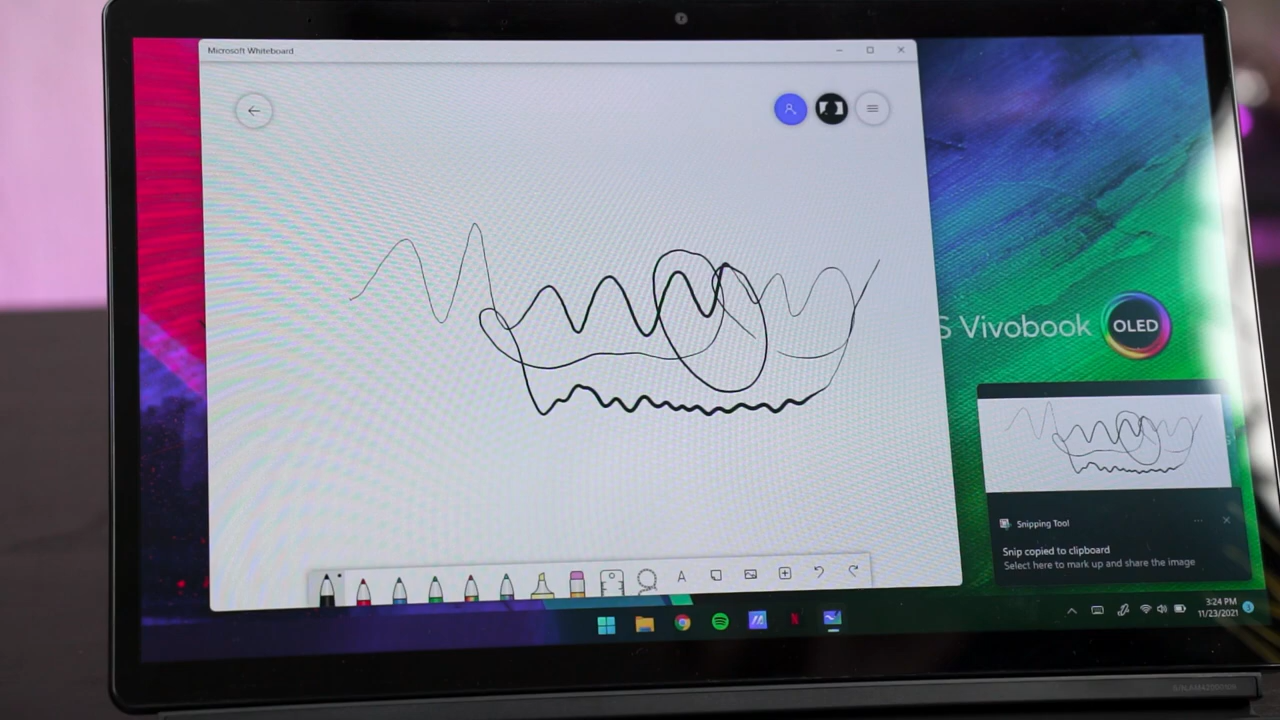 Microsoft Whiteboard
S Vivobook OLED
Snipping Tool
Snip copied to clipboard
Select here to mark up and share the image
3:24 PM
11/23/2021
3